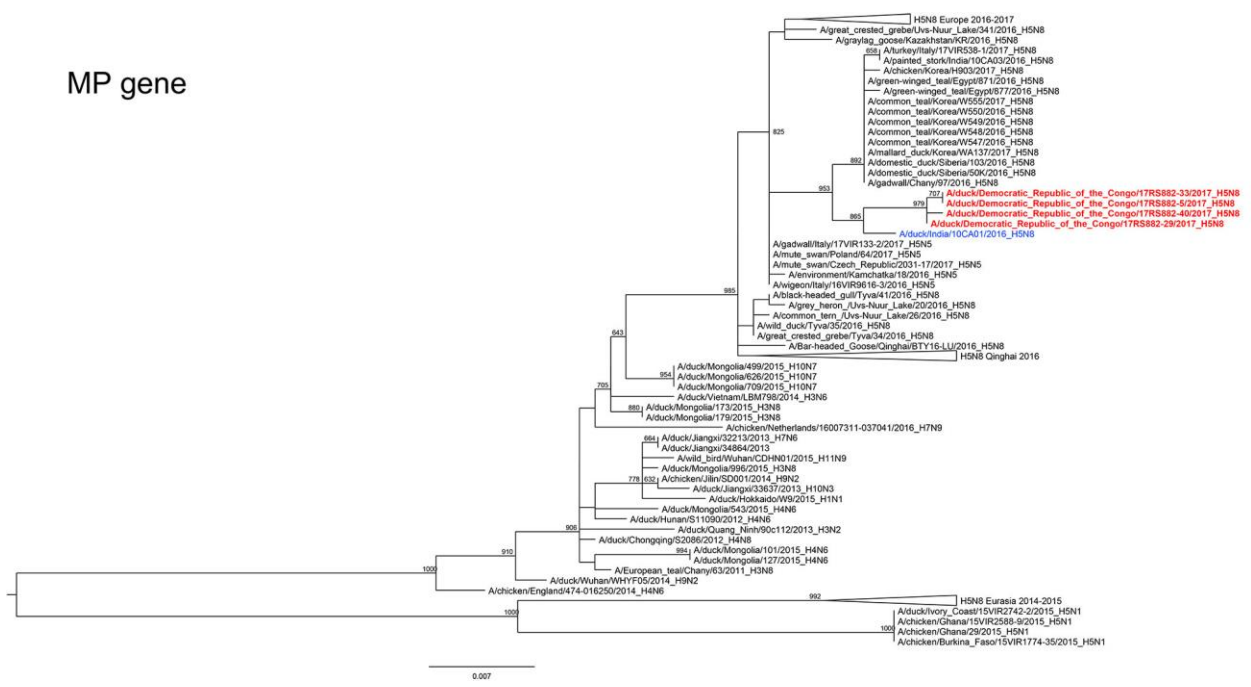 MP gene
H5N8 Europe 2016-2017
A/great_crested_grebe/Uvs-Nuur_Lake/341/2016_H5N8
A/graylag_goose/Kazakhstan/KR/2016_H5N8
658
A/turkey/Italy/17VIR538-1/2017_H5N8
A/painted_stork/India/10CA03/2016_H5N8
A/chicken/Korea/H903/2017_H5N8
A/green-winged_teal/Egypt/871/2016_H5N8
A/green-winged_teal/Egypt/877/2016_H5N8
A/common_teal/Korea/W555/2017_H5N8
A/common_teal/Korea/W550/2016_H5N8
A/common_teal/Korea/W549/2016_H5N8
825
A/common_teal/Korea/W548/2016_H5N8
A/common_teal/Korea/W547/2016_H5N8
A/mallard_duck/Korea/WA137/2017_H5N8
892
A/domestic_duck/Siberia/103/2016_H5N8
A/domestic_duck/Siberia/50K/2016_H5N8
A/gadwall/Chany/97/2016_H5N8
953
707
A/duck/Democratic_Republic_of_the_Congo/17RS882-33/2017_H5N8
979
A/duck/Democratic_Republic_of_the_Congo/17RS882-5/2017_H5N8
A/duck/Democratic_Republic_of_the_Congo/17RS882-40/2017_H5N8
865
A/duck/Democratic_Republic_of_the_Congo/17RS882-29/2017_H5N8
A/duck/India/10CA01/2016_H5N8
A/gadwall/Italy/17VIR133-2/2017_H5N5
A/mute_swan/Poland/64/2017_H5N5
A/mute_swan/Czech_Republic/2031-17/2017_H5N5
A/environment/Kamchatka/18/2016_H5N5
A/wigeon/Italy/16VIR9616-3/2016_H5N5
985
A/black-headed_gull/Tyva/41/2016_H5N8
A/grey_heron_/Uvs-Nuur_Lake/20/2016_H5N8
A/common_tern_/Uvs-Nuur_Lake/26/2016_H5N8
A/wild_duck/Tyva/35/2016_H5N8
A/great_crested_grebe/Tyva/34/2016_H5N8
643
A/Bar-headed_Goose/Qinghai/BTY16-LU/2016_H5N8
H5N8 Qinghai 2016
A/duck/Mongolia/499/2015_H10N7
954
A/duck/Mongolia/626/2015_H10N7
A/duck/Mongolia/709/2015_H10N7
705
A/duck/Vietnam/LBM798/2014_H3N6
880
A/duck/Mongolia/173/2015_H3N8
A/duck/Mongolia/179/2015_H3N8
A/chicken/Netherlands/16007311-037041/2016_H7N9
664
A/duck/Jiangxi/32213/2013_H7N6
A/duck/Jiangxi/34864/2013
A/wild_bird/Wuhan/CDHN01/2015_H11N9
A/duck/Mongolia/996/2015_H3N8
778
632
A/chicken/Jilin/SD001/2014_H9N2
A/duck/Jiangxi/33637/2013_H10N3
A/duck/Hokkaido/W9/2015_H1N1
A/duck/Mongolia/543/2015_H4N6
A/duck/Hunan/S11090/2012_H4N6
906
A/duck/Quang_Ninh/90c112/2013_H3N2
A/duck/Chongqing/S2086/2012_H4N8
910
994
A/duck/Mongolia/101/2015_H4N6
A/duck/Mongolia/127/2015_H4N6
A/European_teal/Chany/63/2011_H3N8
1000
A/duck/Wuhan/WHYF05/2014_H9N2
A/chicken/England/474-016250/2014_H4N6
992
H5N8 Eurasia 2014-2015
1000
A/duck/Ivory_Coast/15VIR2742-2/2015_H5N1
A/chicken/Ghana/15VIR2588-9/2015_H5N1
1000
A/chicken/Ghana/29/2015_H5N1
A/chicken/Burkina_Faso/15VIR1774-35/2015_H5N1
0.007